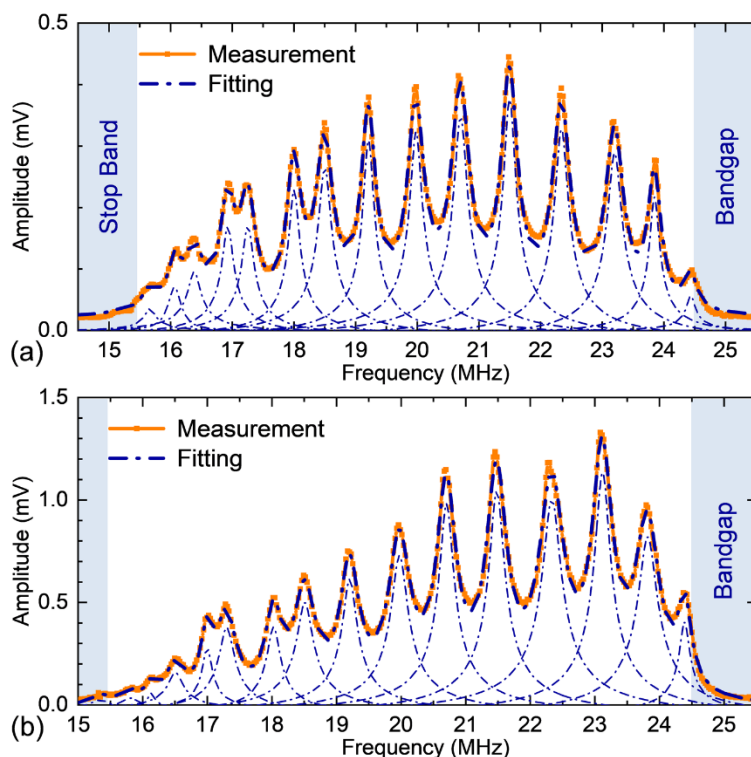 0.5
Measurement
Fitting
Stop Band
Bandgap
Amplitude (mV)
0.0
15 16 17 18 19 20 21 22 23 24 25
(a)
Frequency (MHz)
1.5
Measurement
Fitting
1.0
Bandgap
Amplitude (mV)
0.5
0.0
15 16 17 18 19 20 21 22 23 24 25
(b)
Frequency (MHz)